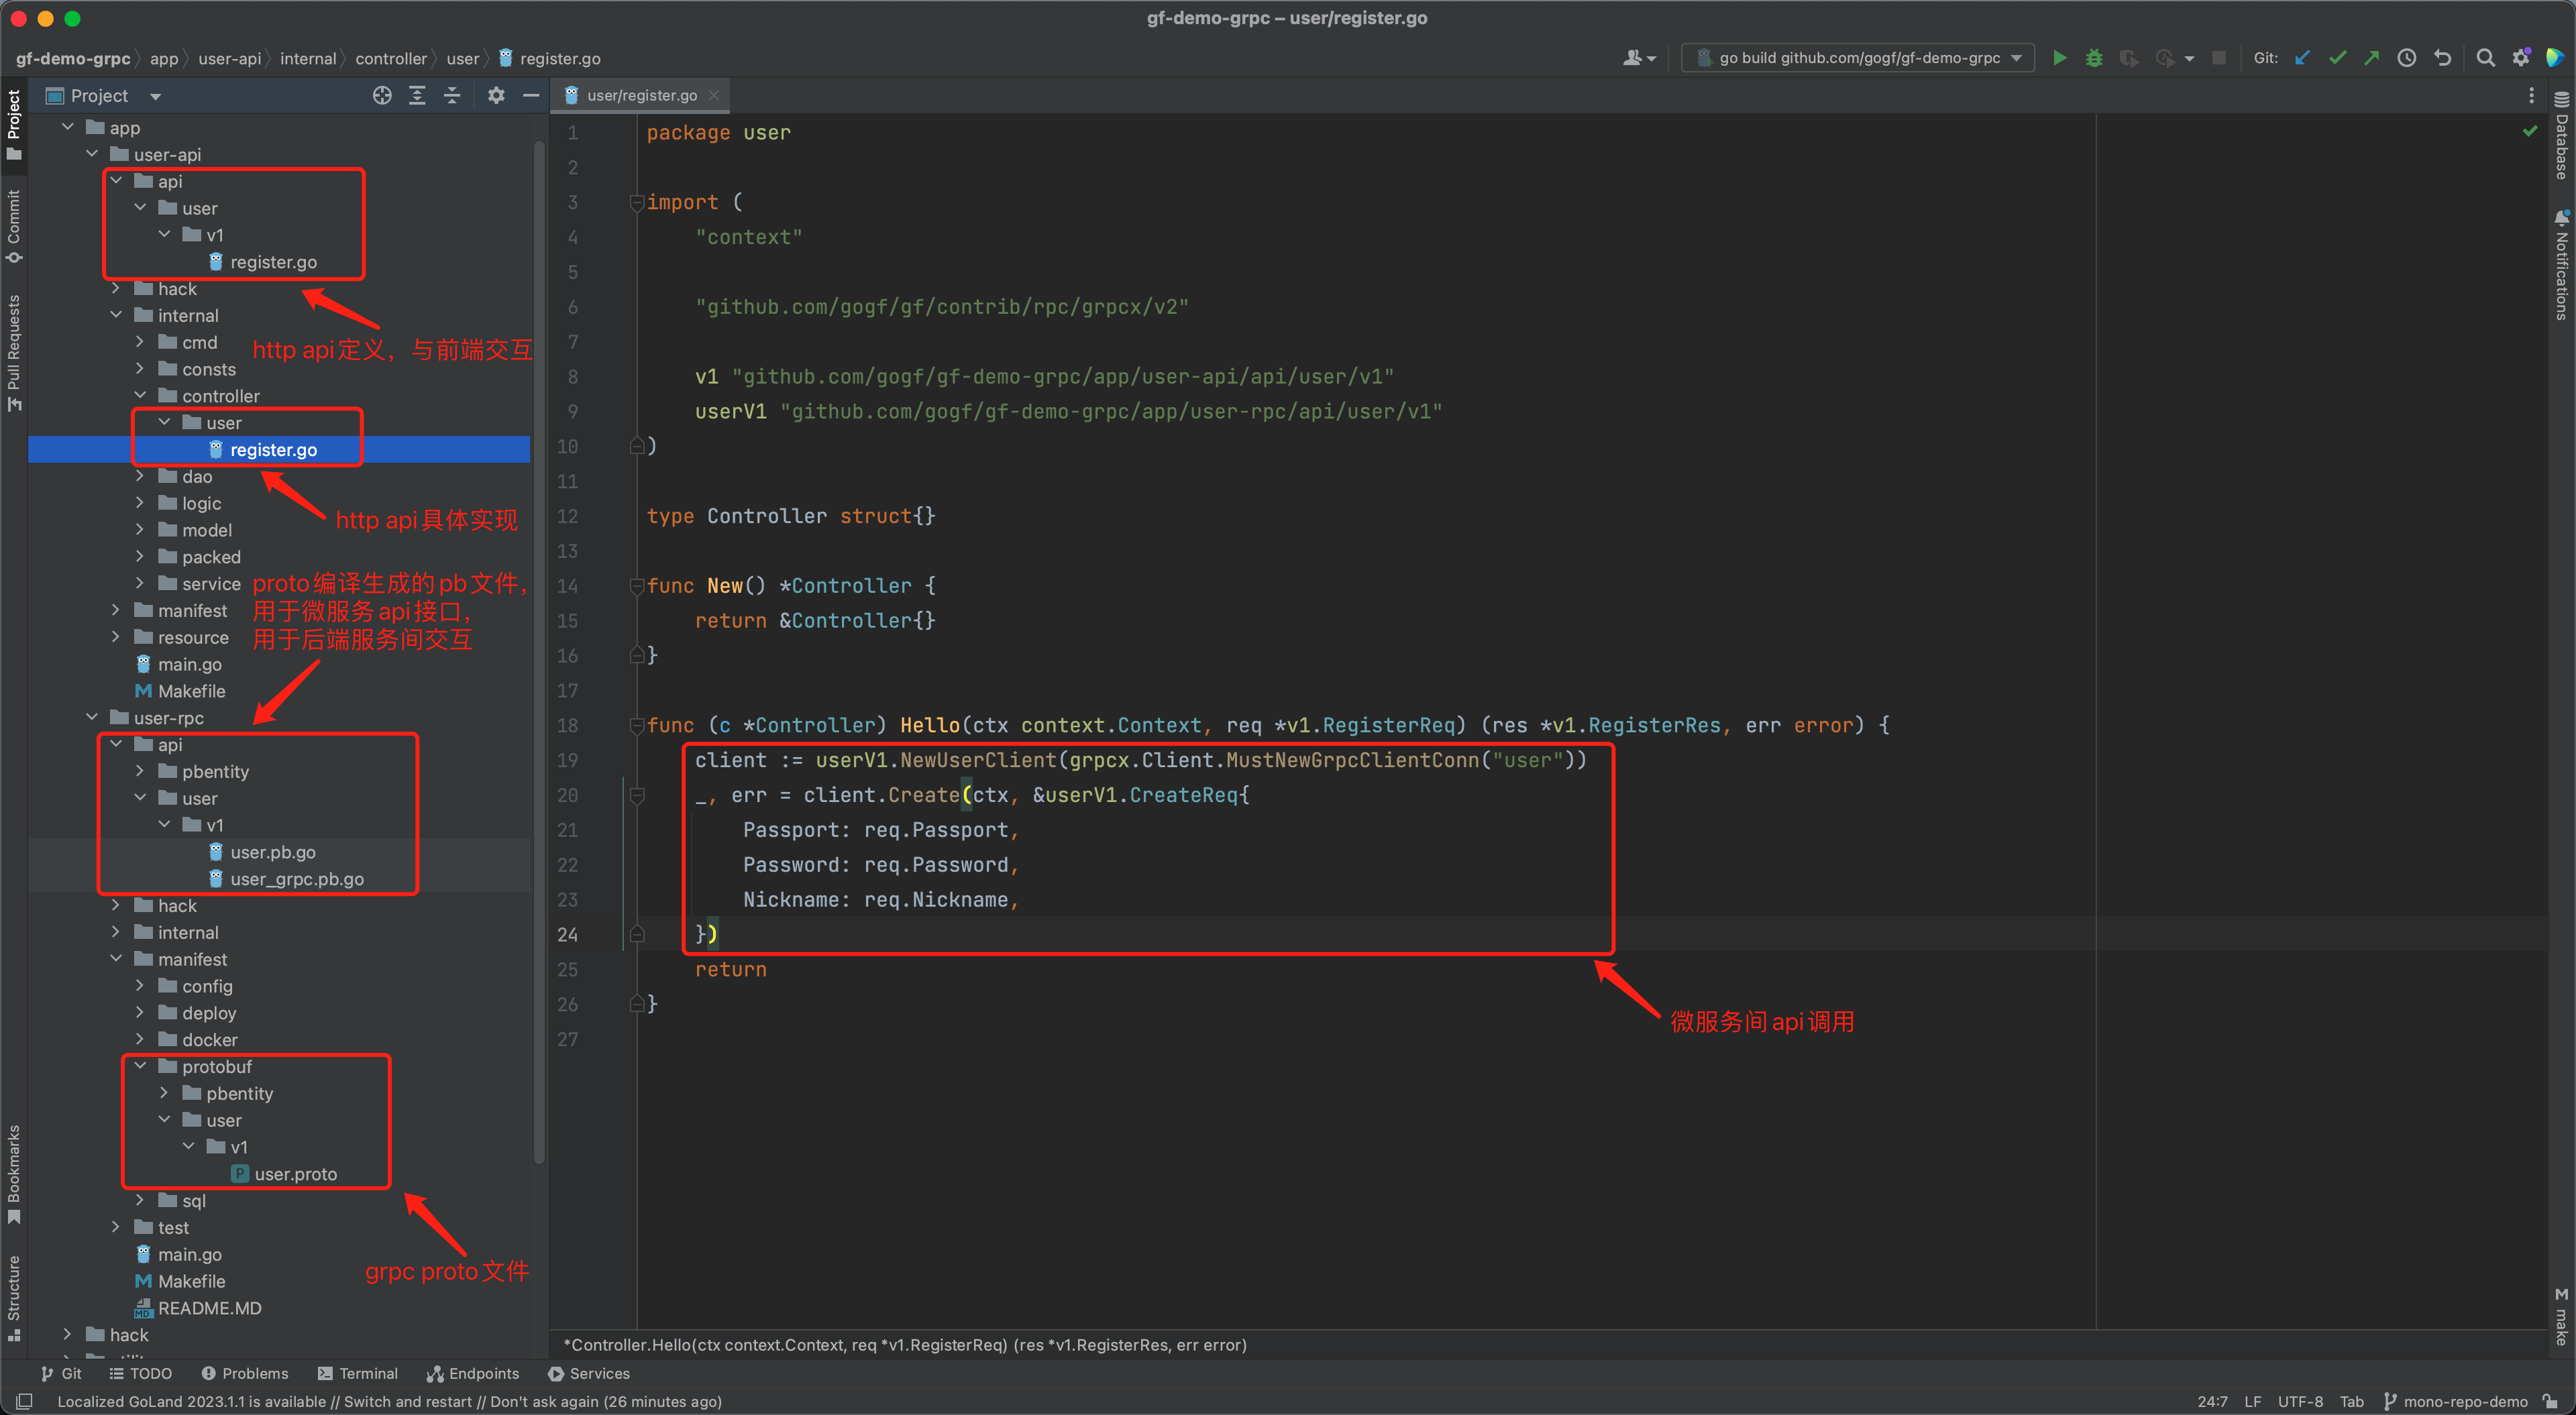 gf-demo-grpc – user/register.go
gf-demo-grpc app user-api internal controller user register.go
go build github.com/gogf/gf-demo-grpc
Git:
Project
user/register.go
Project
Commit
Pull Requests
Bookmarks
Structure
app
user-api
api
user
v1
register.go
hack
internal
cmd
http api定义，与前端交互
consts
controller
user
register.go
dao
logic
http api具体实现
model
packed
service
proto编译生成的pb文件，
用于微服务api接口，
用于后端服务间交互
manifest
resource
main.go
Makefile
user-rpc
api
pbentity
user
v1
user.pb.go
user_grpc.pb.go
hack
internal
manifest
config
deploy
docker
protobuf
pbentity
user
v1
user.proto
sql
test
main.go
grpc proto文件
Makefile
README.MD
hack
1 package user
2
3 import (
4 "context"
5
6 "github.com/gogf/gf/contrib/rpc/grpcx/v2"
7
8 v1 "github.com/gogf/gf-demo-grpc/app/user-api/api/user/v1"
9 userV1 "github.com/gogf/gf-demo-grpc/app/user-rpc/api/user/v1"
10 )
11
12 type Controller struct{}
13
14 func New() *Controller {
15 return &Controller{}
16 }
17
18 func (c *Controller) Hello(ctx context.Context, req *v1.RegisterReq) (res *v1.RegisterRes, err error) {
19 client := userV1.NewUserClient(grpcx.Client.MustNewGrpcClientConn("user"))
20 _, err = client.Create(ctx, &userV1.CreateReq{
21 Passport: req.Passport,
22 Password: req.Password,
23 Nickname: req.Nickname,
24 })
25 return
26 }
27
微服务间api调用
Database
Notifications
make
*Controller.Hello(ctx context.Context, req *v1.RegisterReq) (res *v1.RegisterRes, err error)
Git TODO Problems Terminal Endpoints Services
Localized GoLand 2023.1.1 is available // Switch and restart // Don't ask again (26 minutes ago)
24:7 LF UTF-8 Tab mono-repo-demo